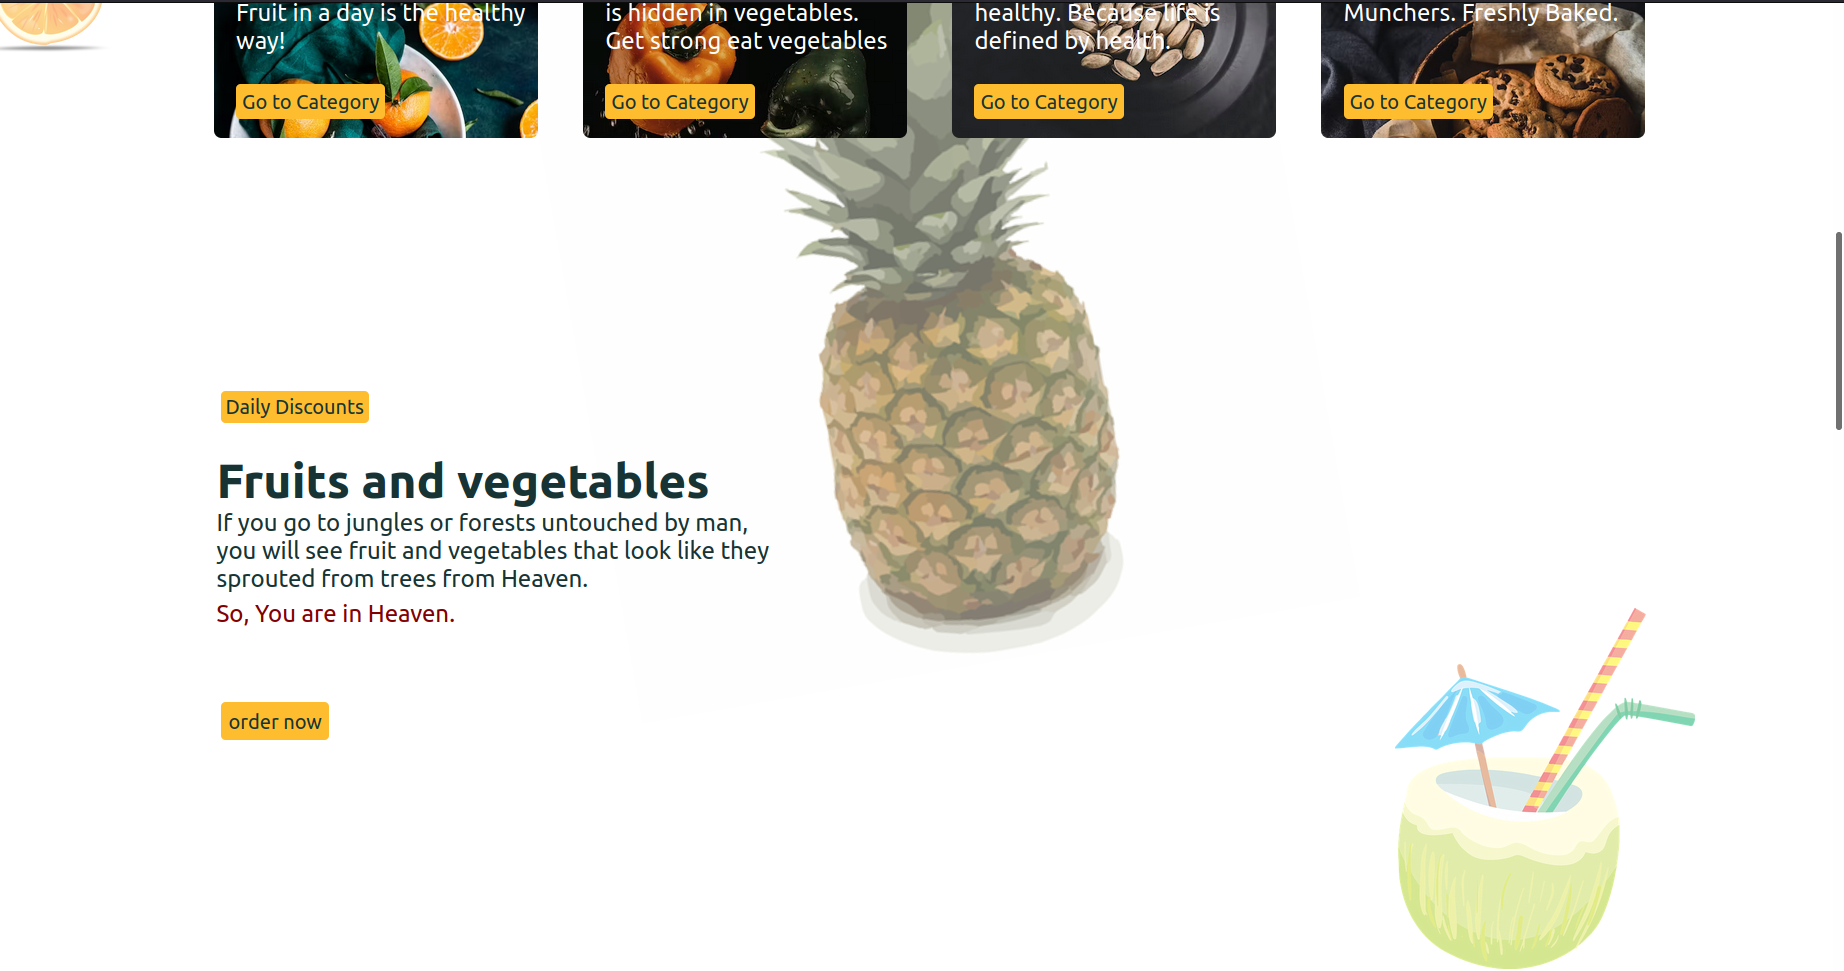 Fruit in a day is the healthy
way!
Go to Category
is hidden in vegetables.
Get strong eat vegetables
Go to Category
healthy. Because life is
defined by health.
Go to Category
Munchers. Freshly Baked.
Go to Category
Daily Discounts
Fruits and vegetables
If you go to jungles or forests untouched by man,
you will see fruit and vegetables that look like they
sprouted from trees from Heaven.
So, You are in Heaven.
order now